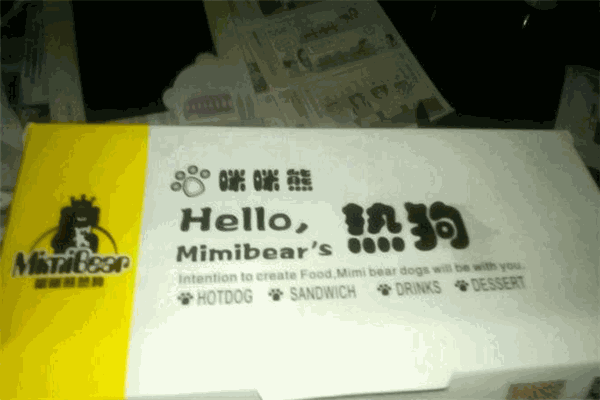 咪咪熊
Hello,
Mimibear's 热狗
Intention to create Food,Mimi bear dogs will be with you.
HOTDOG SANDWICH DRINKS DESSERT
MimiBear